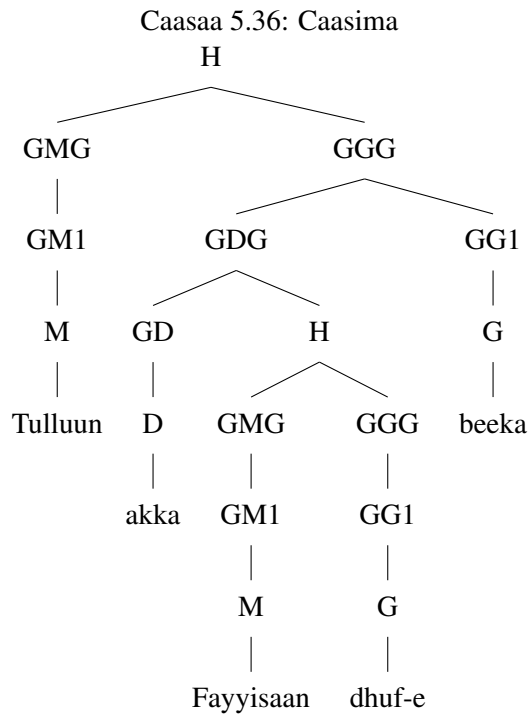 Caasaa 5.36: Caasima
H
GMG GGG
GM1 GDG GG1
M GD H G
Tulluun D GMG GGG beeka
akka GM1 GG1
M G
Fayyisaan dhuf-e